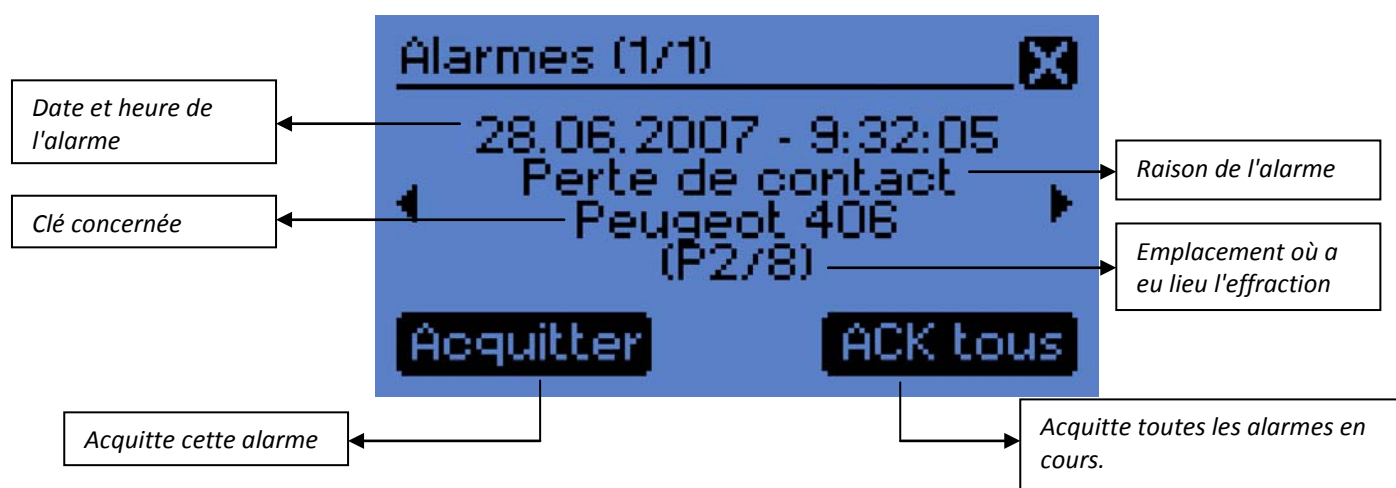 Alarmes (1/1)
X
Date et heure de
l'alarme
28.06.2007 - 9:32:05
Perte de contact
Raison de l'alarme
Clé concernée
Peugeot 406
(P2/8)
Emplacement où a
eu lieu l'effraction
Acquitter
ACK tous
Acquitte cette alarme
Acquitte toutes les alarmes en
cours.